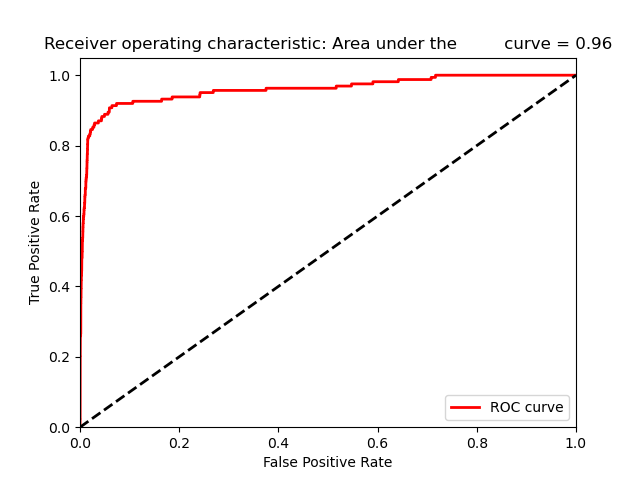 Receiver operating characteristic: Area under the         curve = 0.96
1.0
0.8
0.6
0.4
0.2
0.0
True Positive Rate
ROC curve
0.0 0.2 0.4 0.6 0.8 1.0
False Positive Rate